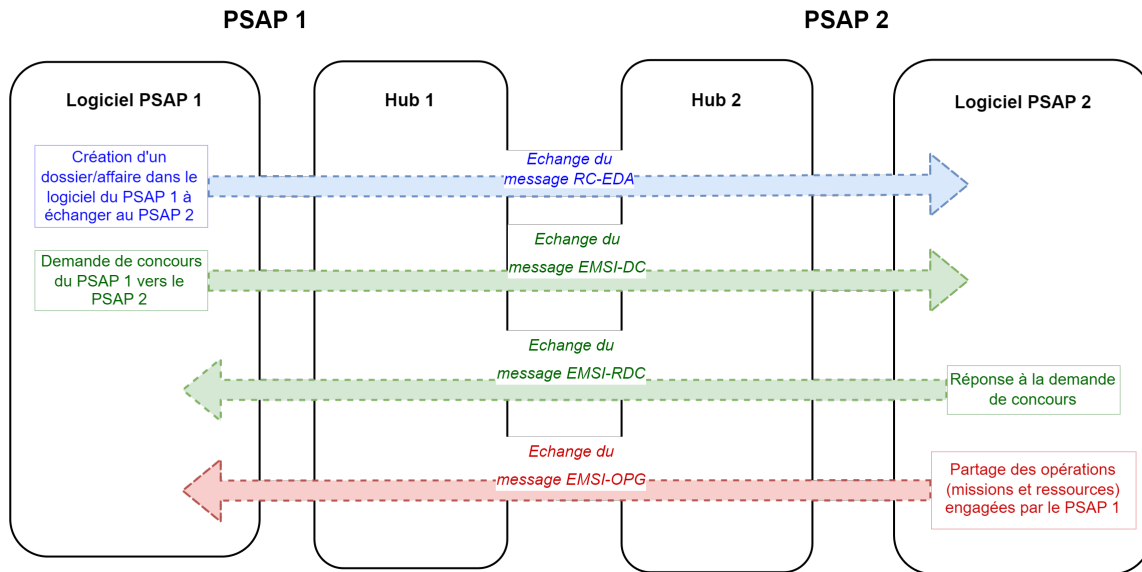 PSAP 1
PSAP 2
Logiciel PSAP 1
Hub 1
Hub 2
Logiciel PSAP 2
Création d'un
dossier/affaire dans le
logiciel du PSAP 1 à
échanger au PSAP 2
Echange du
message RC-EDA
Demande de concours
du PSAP 1 vers le
PSAP 2
Echange du
message EMSI-DC
Echange du
message EMSI-RDC
Réponse à la demande
de concours
Echange du
message EMSI-OPG
Partage des opérations
(missions et ressources)
engagées par le PSAP 1